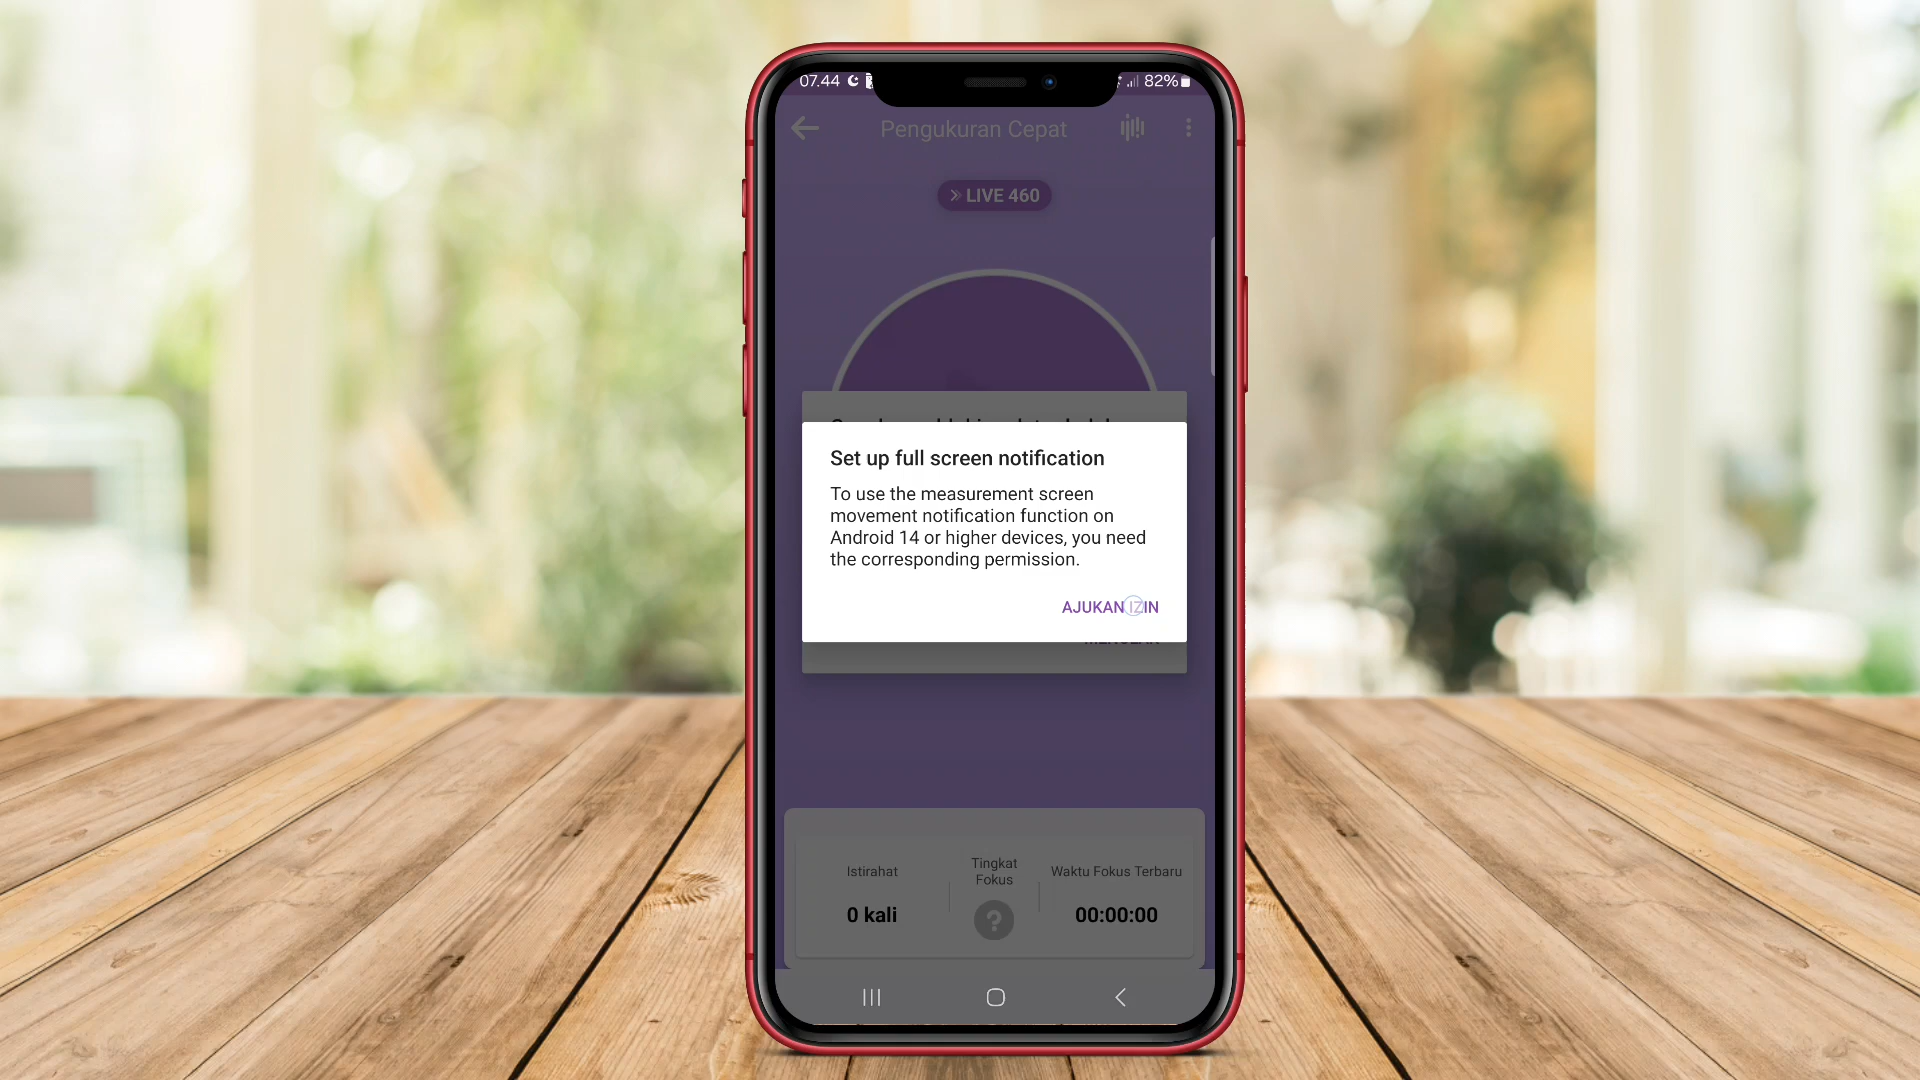 07.44
82%
Pengukuran Cepat
LIVE 460
Set up full screen notification
To use the measurement screen
movement notification function on
Android 14 or higher devices, you need
the corresponding permission.
AJUKAN IZIN
Istirahat
Tingkat
Fokus
Waktu Fokus Terbaru
0 kali
?
00:00:00